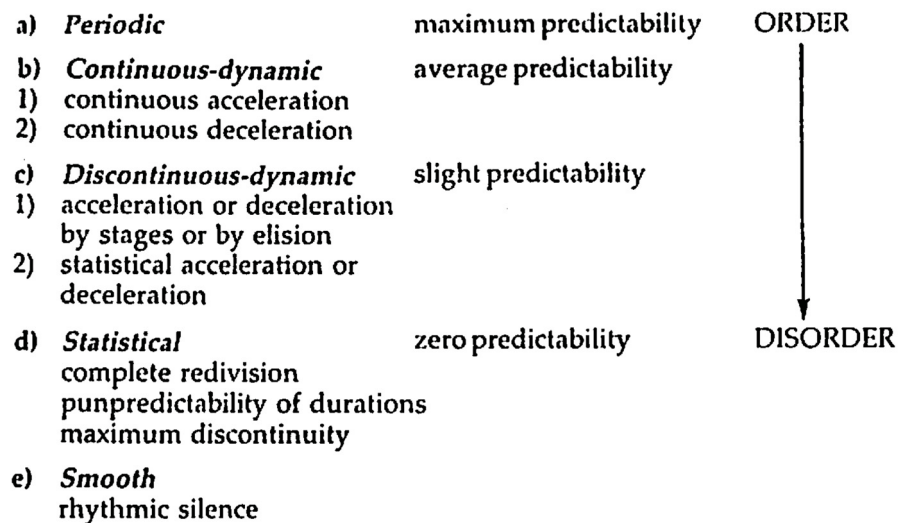 a) Periodic maximum predictability ORDER
b) Continuous-dynamic average predictability
1) continuous acceleration
2) continuous deceleration
c) Discontinuous-dynamic slight predictability
1) acceleration or deceleration
by stages or by elision
2) statistical acceleration or
deceleration
d) Statistical zero predictability DISORDER
complete redivision
punpredictability of durations
maximum discontinuity
e) Smooth
rhythmic silence